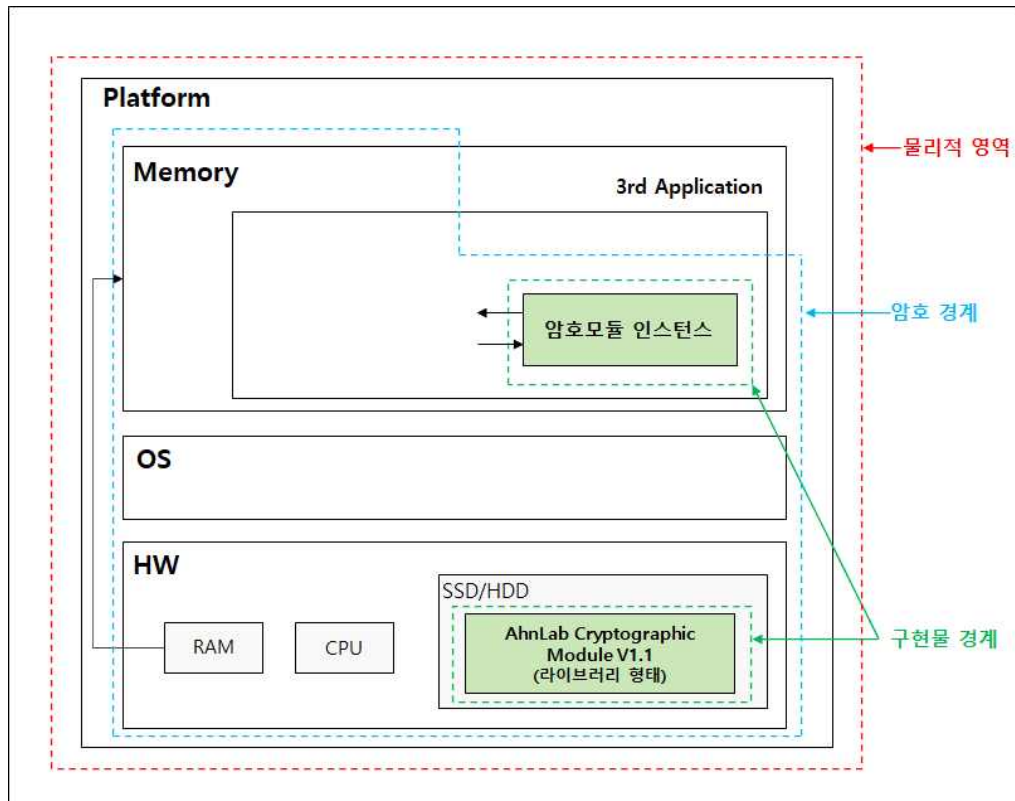 Platform
물리적 영역
Memory
3rd Application
암호 경계
암호모듈 인스턴스
OS
HW
SSD/HDD
RAM
CPU
AhnLab Cryptographic
Module V1.1
(라이브러리 형태)
구현물 경계